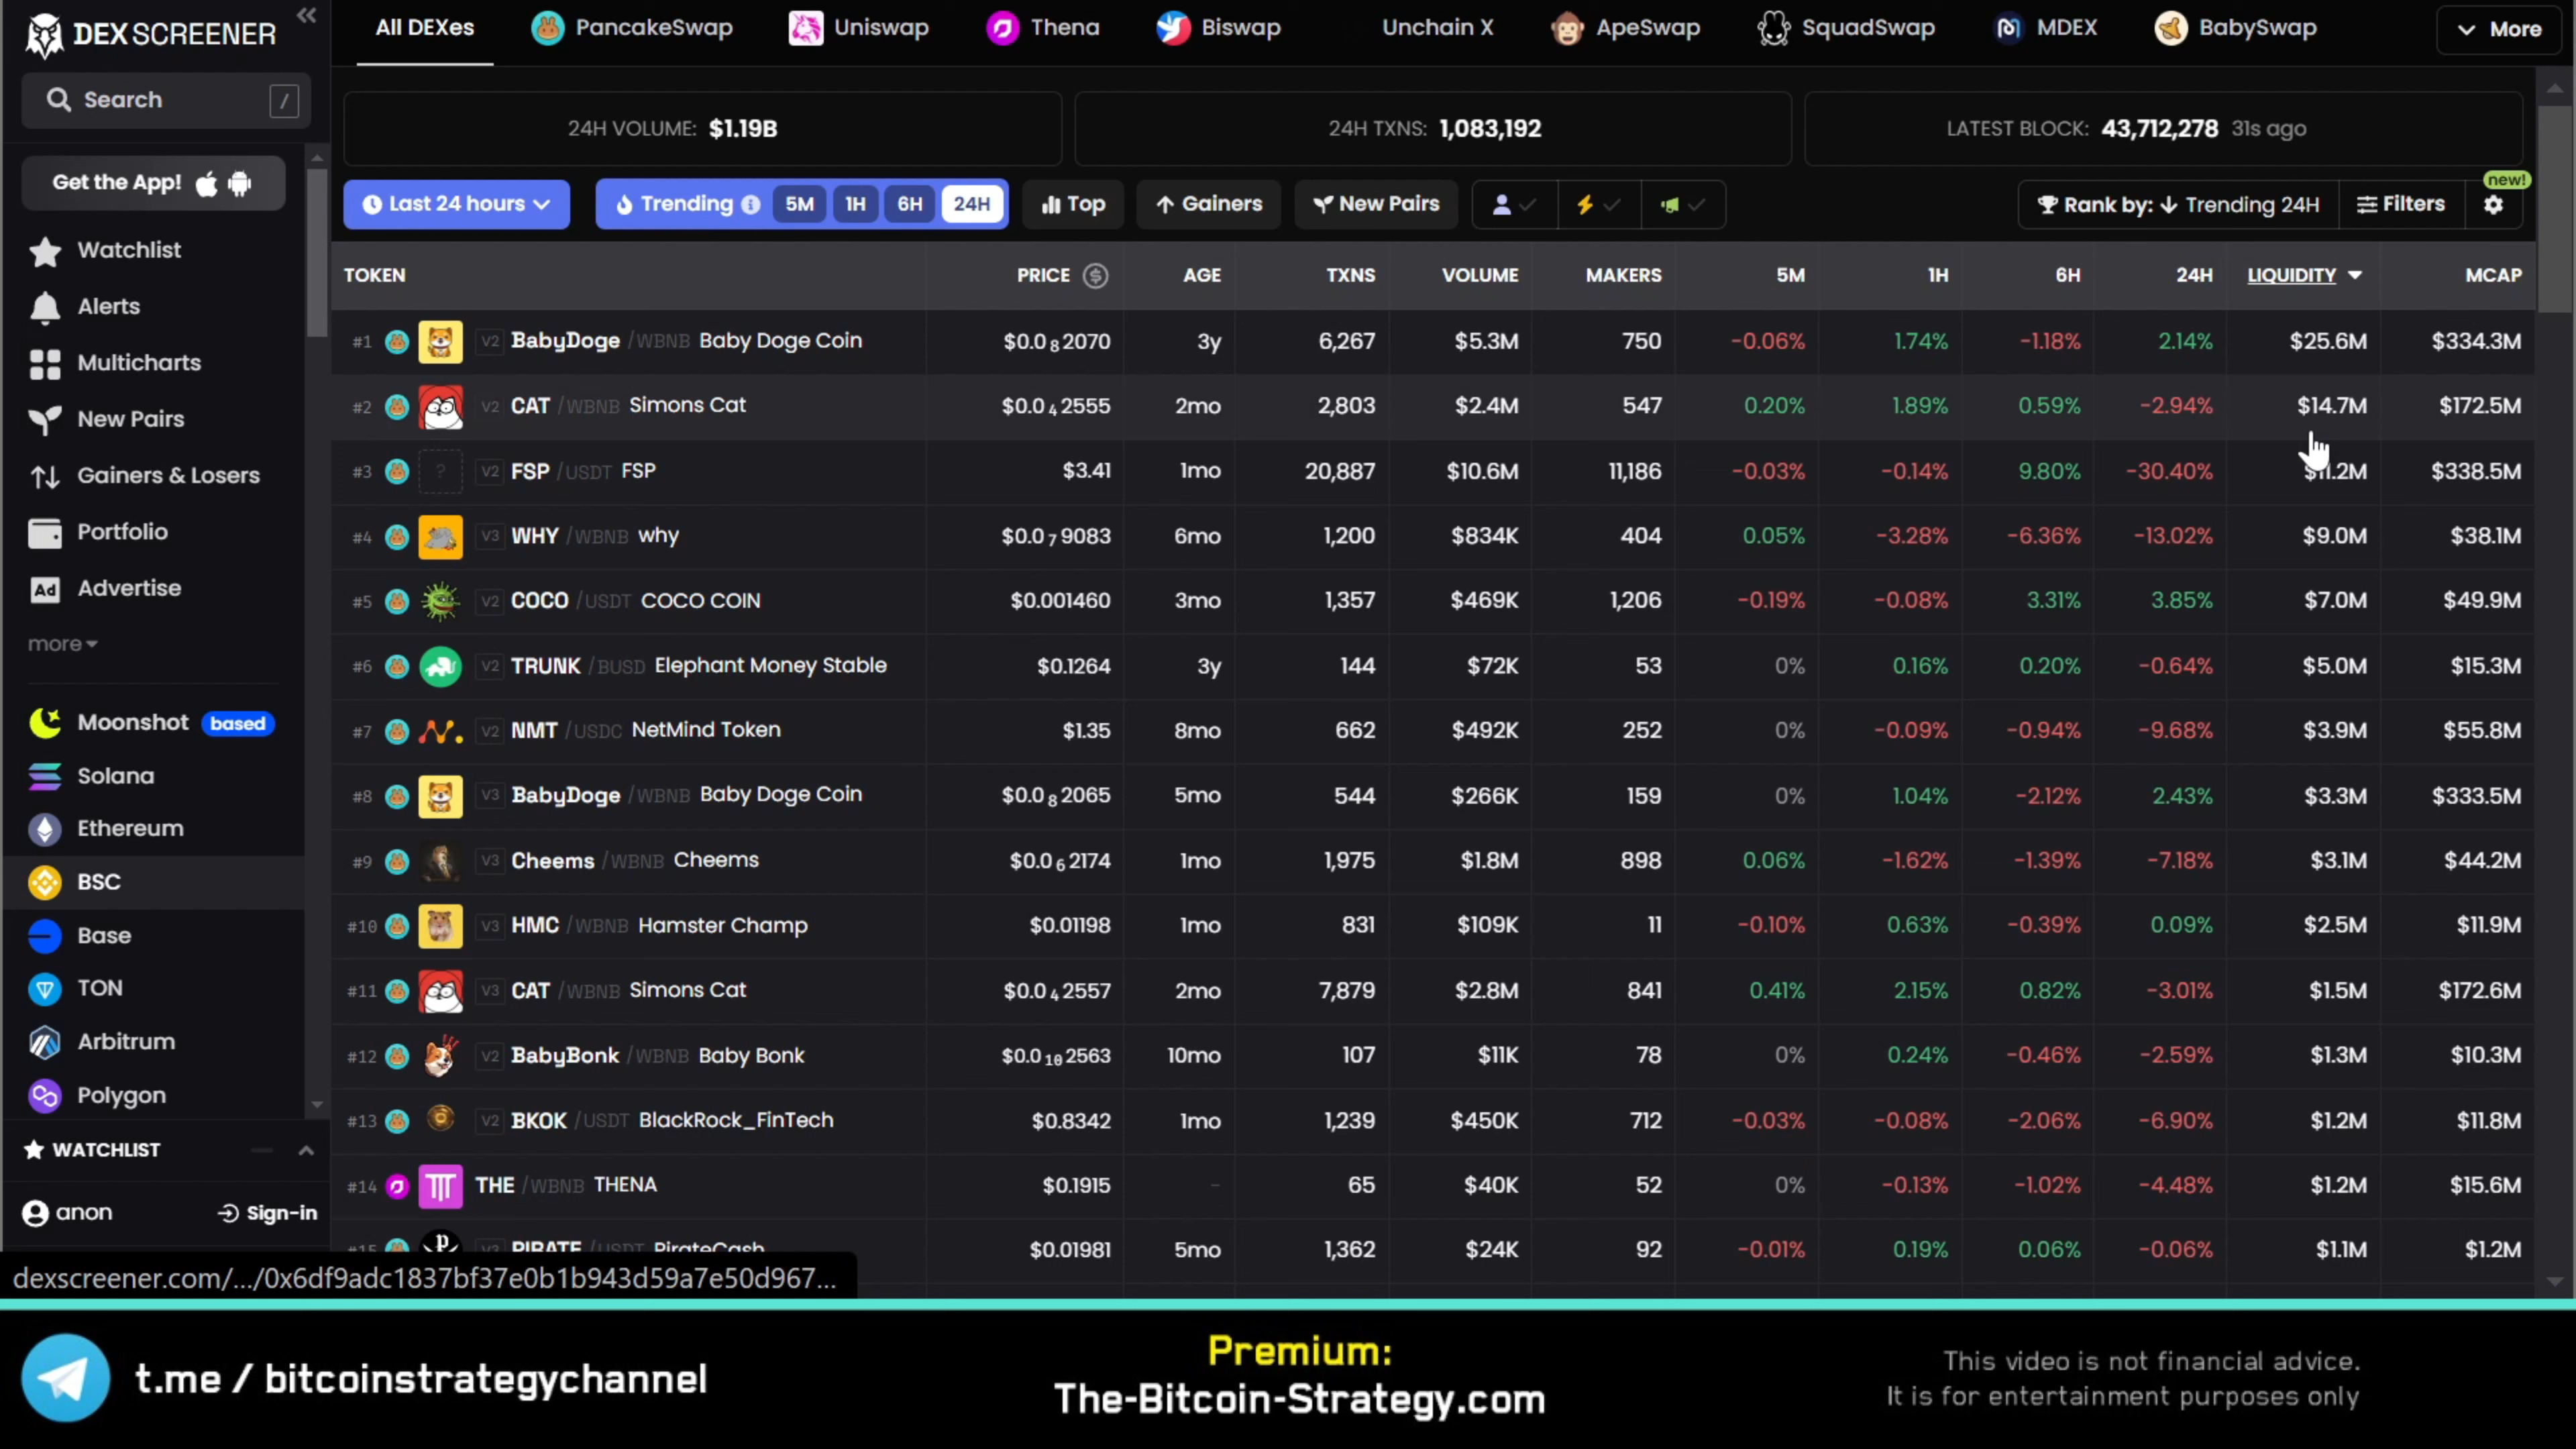 DEX SCREENER
All DEXes PancakeSwap Uniswap Thena Biswap Unchain X ApeSwap SquadSwap MDEX BabySwap More
Search /
24H VOLUME: $1.19B 24H TXNS: 1,083,192 LATEST BLOCK: 43,712,278 31s ago
Get the App!
new!
Last 24 hours Trending 5M 1H 6H 24H Top Gainers New Pairs Rank by: Trending 24H Filters
Watchlist
Alerts
Multicharts
New Pairs
Gainers & Losers
Portfolio
Ad Advertise
more
Moonshot based
Solana
Ethereum
BSC
Base
TON
Arbitrum
Polygon
WATCHLIST
anon Sign-in
TOKEN PRICE AGE TXNS VOLUME MAKERS 5M 1H 6H 24H LIQUIDITY MCAP
#1 V2 BabyDoge /WBNB Baby Doge Coin $0.0₈2070 3y 6,267 $5.3M 750 -0.06% 1.74% -1.18% 2.14% $25.6M $334.3M
#2 V2 CAT /WBNB Simons Cat $0.0₄2555 2mo 2,803 $2.4M 547 0.20% 1.89% 0.59% -2.94% $14.7M $172.5M
#3 ? V2 FSP /USDT FSP $3.41 1mo 20,887 $10.6M 11,186 -0.03% -0.14% 9.80% -30.40% $11.2M $338.5M
#4 V3 WHY /WBNB why $0.0₇9083 6mo 1,200 $834K 404 0.05% -3.28% -6.36% -13.02% $9.0M $38.1M
#5 V2 COCO /USDT COCO COIN $0.001460 3mo 1,357 $469K 1,206 -0.19% -0.08% 3.31% 3.85% $7.0M $49.9M
#6 V2 TRUNK /BUSD Elephant Money Stable $0.1264 3y 144 $72K 53 0% 0.16% 0.20% -0.64% $5.0M $15.3M
#7 V2 NMT /USDC NetMind Token $1.35 8mo 662 $492K 252 0% -0.09% -0.94% -9.68% $3.9M $55.8M
#8 V3 BabyDoge /WBNB Baby Doge Coin $0.0₈2065 5mo 544 $266K 159 0% 1.04% -2.12% 2.43% $3.3M $333.5M
#9 V3 Cheems /WBNB Cheems $0.0₆2174 1mo 1,975 $1.8M 898 0.06% -1.62% -1.39% -7.18% $3.1M $44.2M
#10 V3 HMC /WBNB Hamster Champ $0.01198 1mo 831 $109K 11 -0.10% 0.63% -0.39% 0.09% $2.5M $11.9M
#11 V3 CAT /WBNB Simons Cat $0.0₄2557 2mo 7,879 $2.8M 841 0.41% 2.15% 0.82% -3.01% $1.5M $172.6M
#12 V2 BabyBonk /WBNB Baby Bonk $0.0₁₀2563 10mo 107 $11K 78 0% 0.24% -0.46% -2.59% $1.3M $10.3M
#13 V2 BKOK /USDT BlackRock_FinTech $0.8342 1mo 1,239 $450K 712 -0.03% -0.08% -2.06% -6.90% $1.2M $11.8M
#14 THE /WBNB THENA $0.1915 - 65 $40K 52 0% -0.13% -1.02% -4.48% $1.2M $15.6M
#15 V3 PIRATE /USDT PirateCash $0.01981 5mo 1,362 $24K 92 -0.01% 0.19% 0.06% -0.06% $1.1M $1.2M
dexscreener.com/.../0x6df9adc1837bf37e0b1b943d59a7e50d967...
t.me / bitcoinstrategychannel
Premium:
The-Bitcoin-Strategy.com
This video is not financial advice.
It is for entertainment purposes only